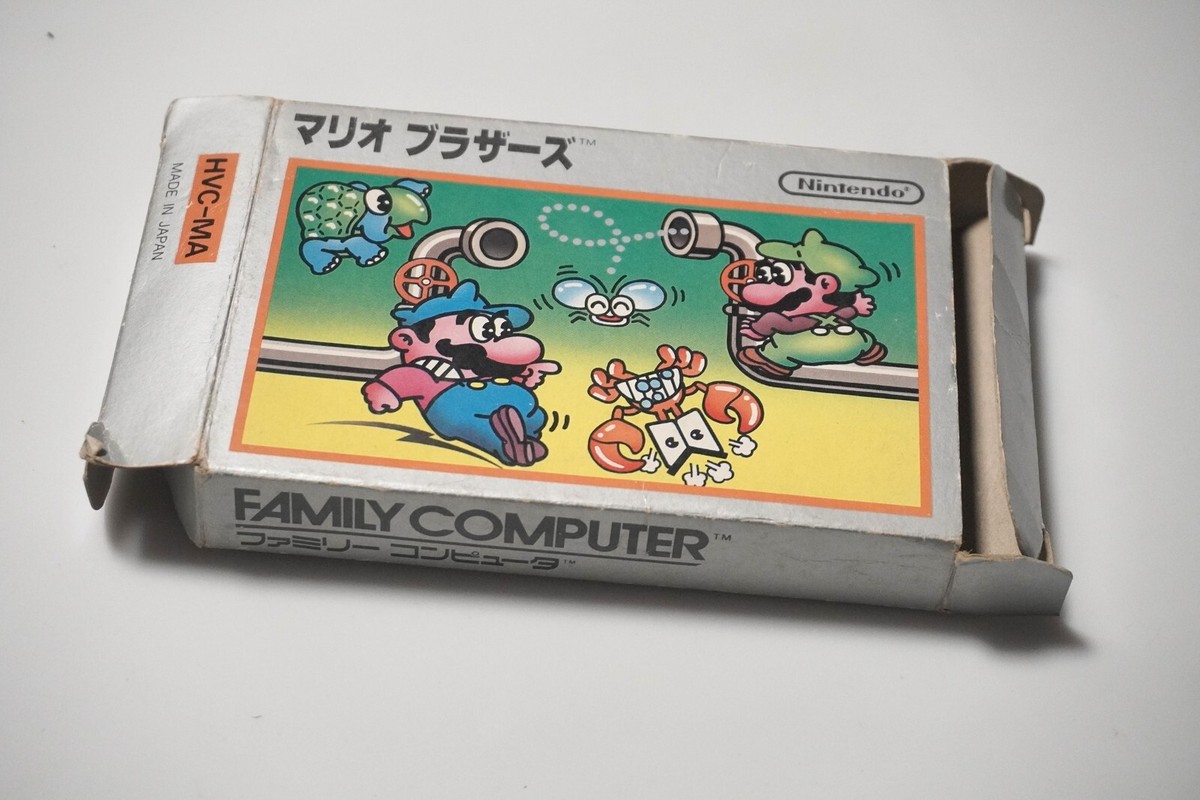 マリオ ブラザーズ™
Nintendo®
HVC-MA
MADE IN JAPAN
FAMILY COMPUTER™
ファミリー コンピュータ™